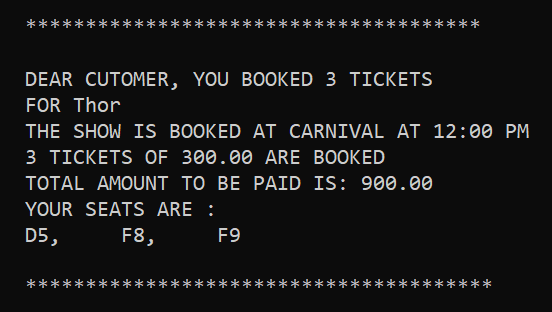 **************************************
DEAR CUTOMER, YOU BOOKED 3 TICKETS
FOR Thor
THE SHOW IS BOOKED AT CARNIVAL AT 12:00 PM
3 TICKETS OF 300.00 ARE BOOKED
TOTAL AMOUNT TO BE PAID IS: 900.00
YOUR SEATS ARE :
D5,     F8,     F9
***************************************